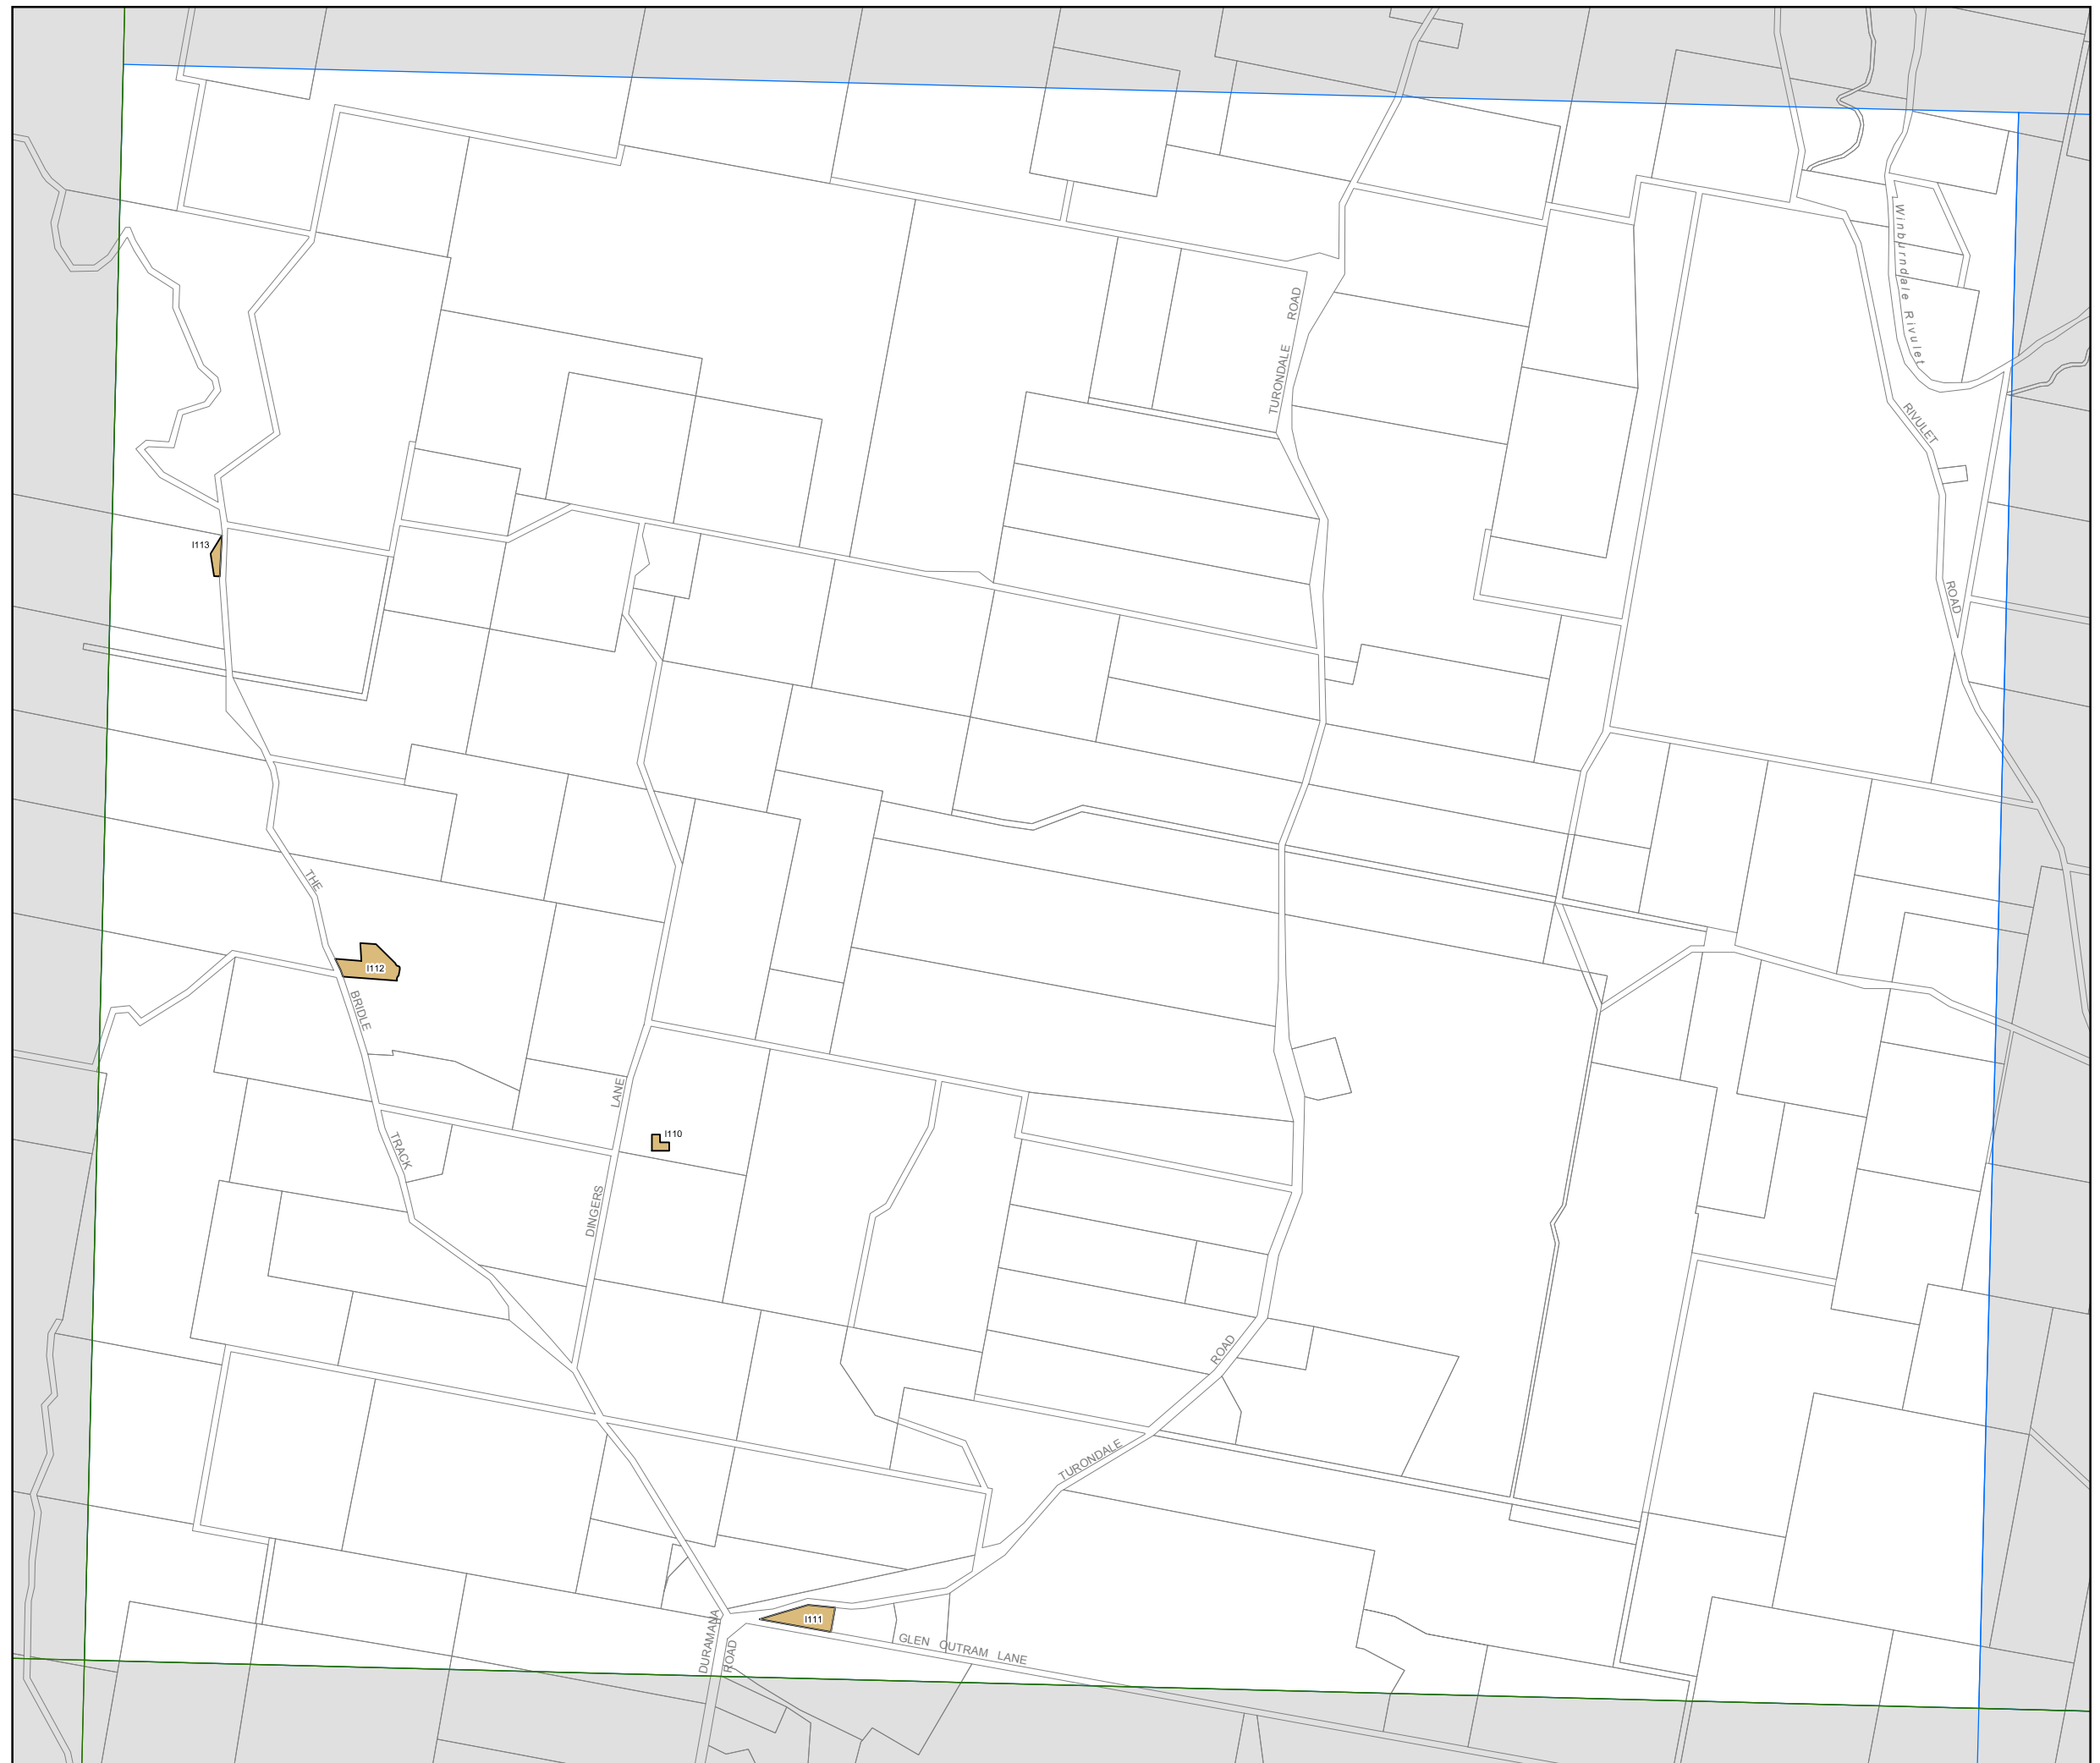 Winburndale Rivulet
ROAD
TURONDALE
RIVULET
I113
ROAD
THE
I112
BRIDLE
LANE
I110
TRACK
DINGERS
ROAD
TURONDALE
I111
DURAMANA
ROAD
GLEN OUTRAM LANE